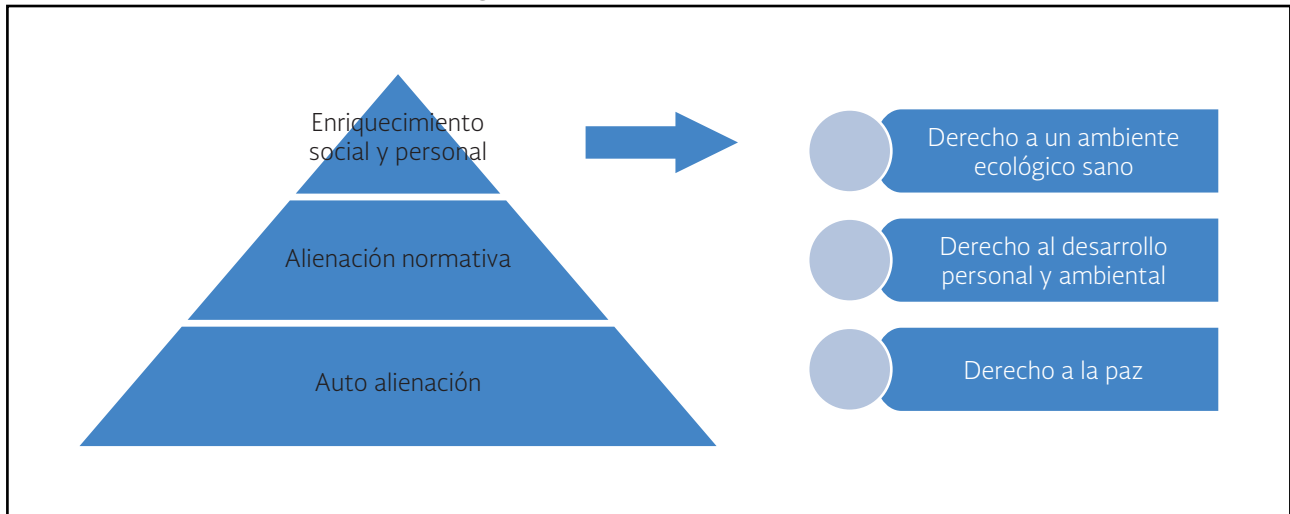 Enriquecimiento
social y personal
Alienación normativa
Auto alienación
Derecho a un ambiente
ecológico sano
Derecho al desarrollo
personal y ambiental
Derecho a la paz